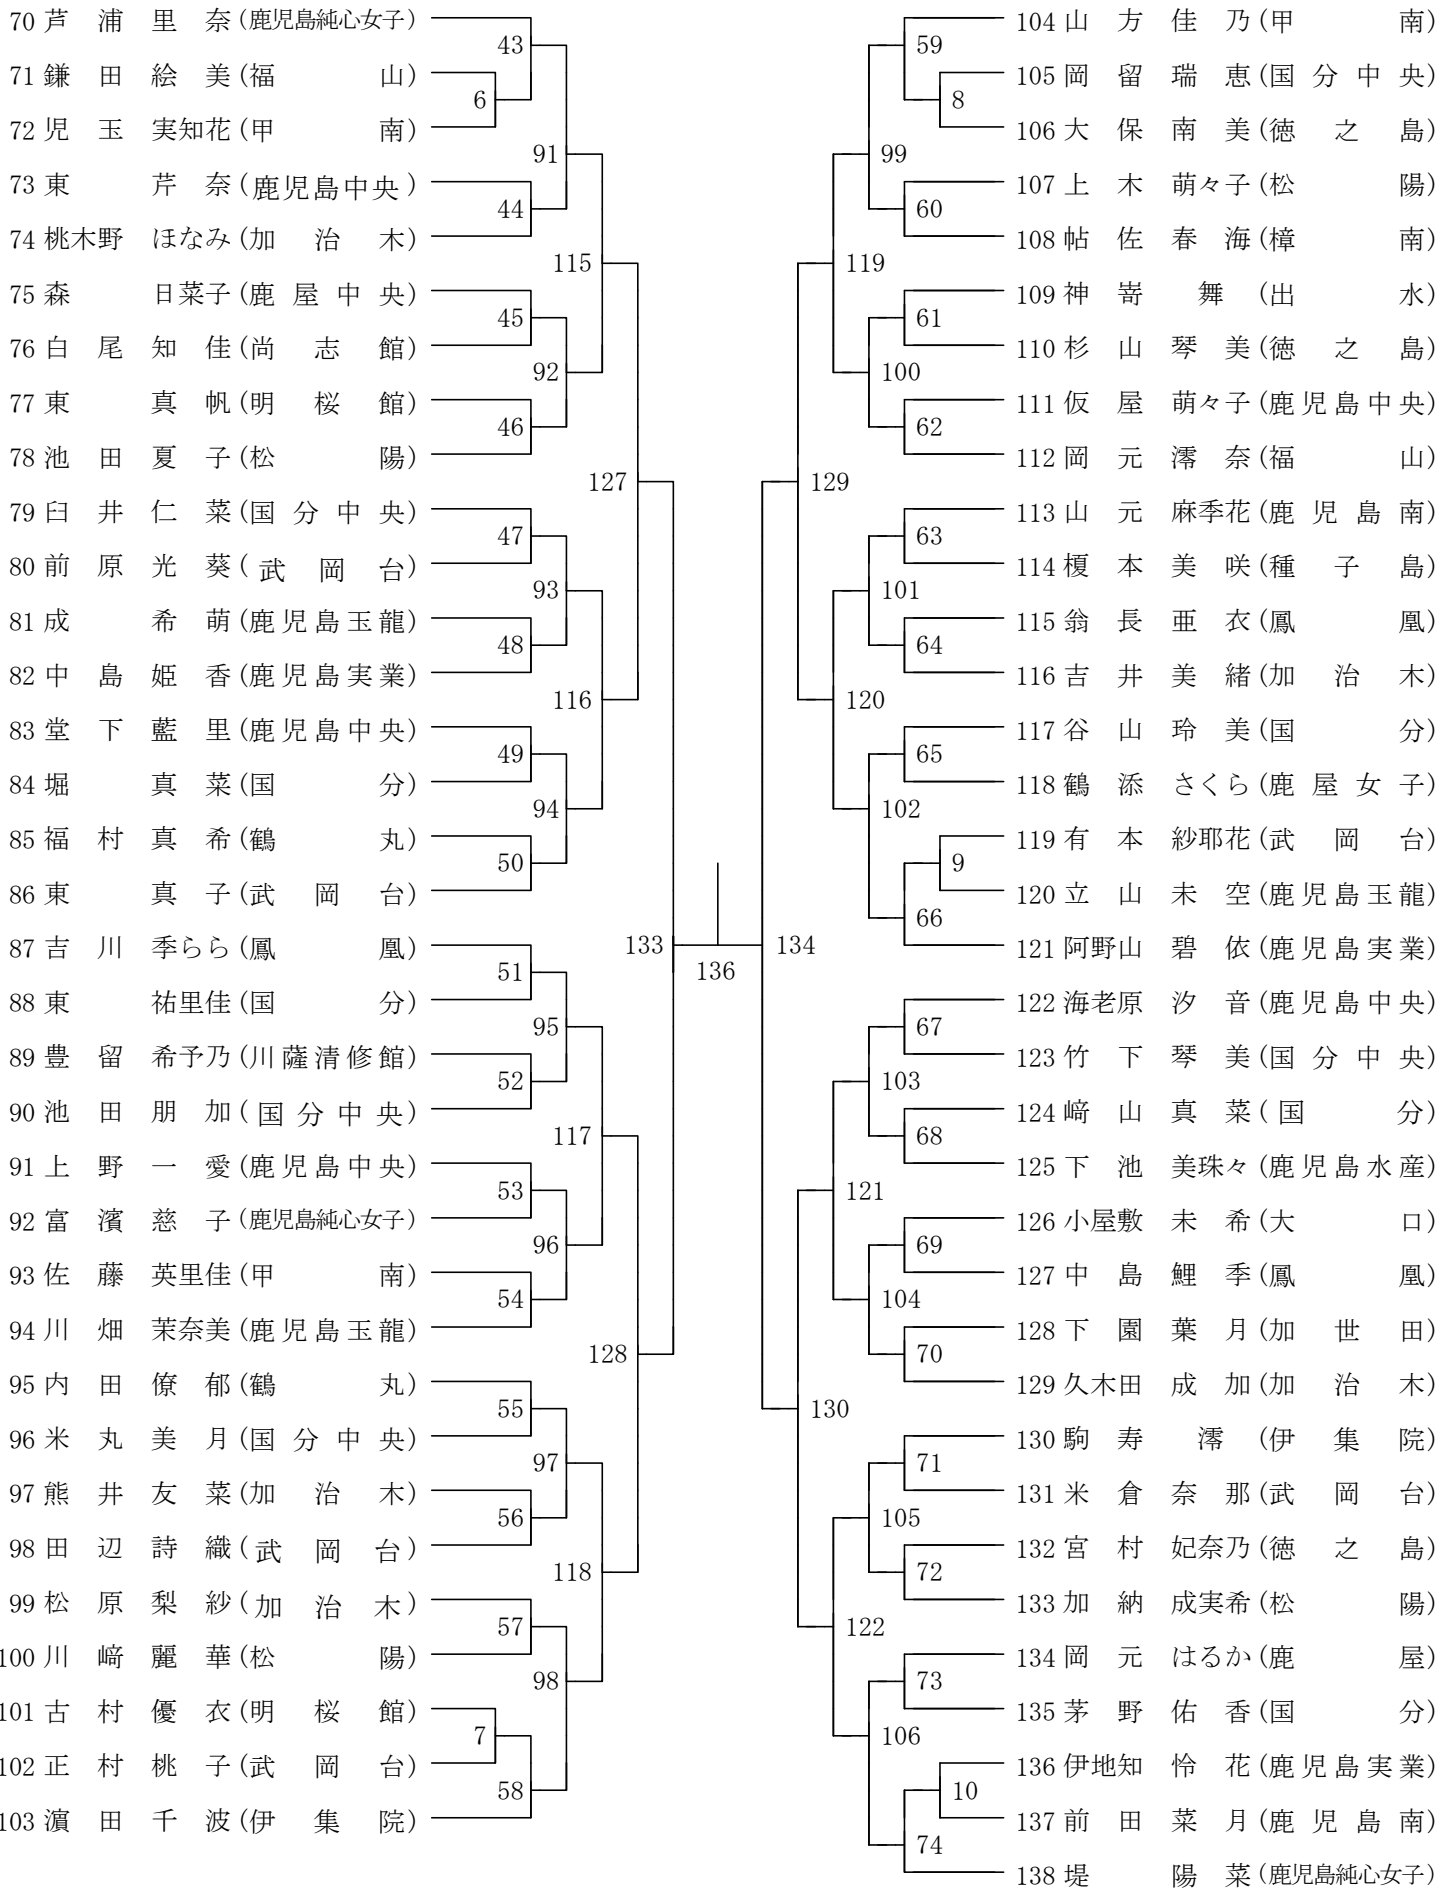 70 芦浦里奈(鹿児島純心女子)
71 鎌田絵美(福山)
72 児玉実知花(甲南)
73 東芹奈(鹿児島中央)
74 桃木野ほなみ(加治木)
75 森日菜子(鹿屋中央)
76 白尾知佳(尚志館)
77 東真帆(明桜館)
78 池田夏子(松陽)
79 臼井仁菜(国分中央)
80 前原光葵(武岡台)
81 成希萌(鹿児島玉龍)
82 中島姫香(鹿児島実業)
83 堂下藍里(鹿児島中央)
84 堀真菜(国分)
85 福村真希(鶴丸)
86 東真子(武岡台)
87 吉川季らら(鳳凰)
88 東祐里佳(国分)
89 豊留希予乃(川薩清修館)
90 池田朋加(国分中央)
91 上野一愛(鹿児島中央)
92 富濱慈子(鹿児島純心女子)
93 佐藤英里佳(甲南)
94 川畑茉奈美(鹿児島玉龍)
95 内田僚郁(鶴丸)
96 米丸美月(国分中央)
97 熊井友菜(加治木)
98 田辺詩織(武岡台)
99 松原梨紗(加治木)
100 川﨑麗華(松陽)
101 古村優衣(明桜館)
102 正村桃子(武岡台)
103 濵田千波(伊集院)
6
7
43
44
45
46
47
48
49
50
51
52
53
54
55
56
57
58
91
92
93
94
95
96
97
98
115
116
117
118
127
128
133
136
134
129
130
119
120
121
122
99
100
101
102
103
104
105
106
59
60
61
62
63
64
65
66
67
68
69
70
71
72
73
74
8
9
10
104 山方佳乃(甲南)
105 岡留瑞恵(国分中央)
106 大保南美(徳之島)
107 上木萌々子(松陽)
108 帖佐春海(樟南)
109 神嵜舞(出水)
110 杉山琴美(徳之島)
111 仮屋萌々子(鹿児島中央)
112 岡元澪奈(福山)
113 山元麻季花(鹿児島南)
114 榎本美咲(種子島)
115 翁長亜衣(鳳凰)
116 吉井美緒(加治木)
117 谷山玲美(国分)
118 鶴添さくら(鹿屋女子)
119 有本紗耶花(武岡台)
120 立山未空(鹿児島玉龍)
121 阿野山碧依(鹿児島実業)
122 海老原汐音(鹿児島中央)
123 竹下琴美(国分中央)
124 﨑山真菜(国分)
125 下池美珠々(鹿児島水産)
126 小屋敷未希(大口)
127 中島鯉季(鳳凰)
128 下園葉月(加世田)
129 久木田成加(加治木)
130 駒寿澪(伊集院)
131 米倉奈那(武岡台)
132 宮村妃奈乃(徳之島)
133 加納成実希(松陽)
134 岡元はるか(鹿屋)
135 茅野佑香(国分)
136 伊地知怜花(鹿児島実業)
137 前田菜月(鹿児島南)
138 堤陽菜(鹿児島純心女子)